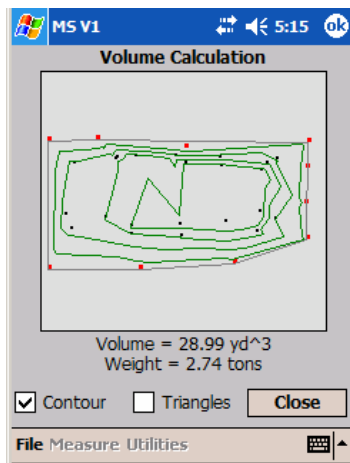 MS V1 5:15 ok
Volume Calculation
Volume = 28.99 yd^3
Weight = 2.74 tons
Contour Triangles Close
File Measure Utilities